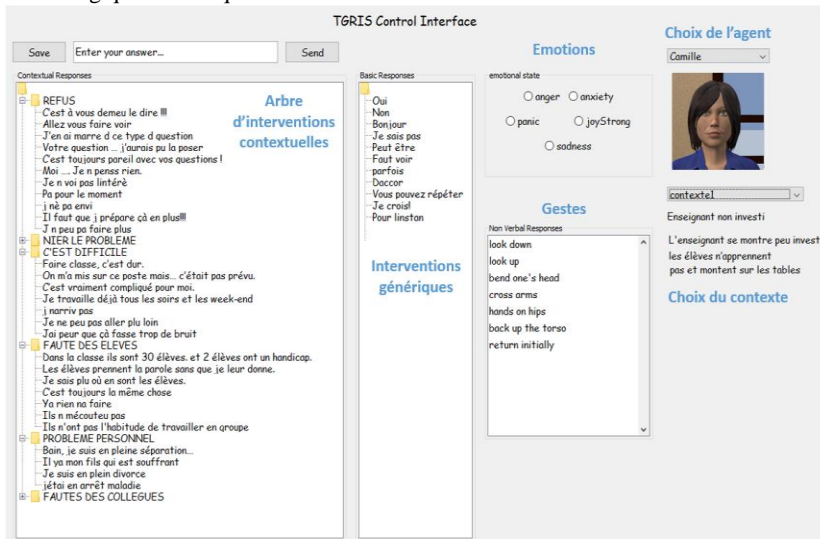 TGRIS Control Interface
Save
Enter your answer...
Send
Contextual Responses
REFUS
C'est à vous demeu le dire !!!
Allez vous faire voir
J'en ai marre d ce type d question
Votre question ... j'aurais pu la poser
C'est toujours pareil avec vos questions !
Moi .... Je n penss rien.
Je n voi pas lintérè
Pa pour le moment
j nè pa envi
Il faut que j prépare çà en plus!!!
J n peu pa faire plus
NIER LE PROBLEME
C'EST DIFFICILE
Faire classe, c'est dur.
On m'a mis sur ce poste mais... c'était pas prévu.
C'est vraiment compliqué pour moi.
Je travaille déjà tous les soirs et les week-end
j narriv pas
Je ne peu pas aller plu loin
Jai peur que çà fasse trop de bruit
FAUTE DES ELEVES
Dans la classe ils sont 30 élèves. et 2 élèves ont un handicap.
Les élèves prennent la parole sans que je leur donne.
Je sais plu où en sont les élèves.
C'est toujours la même chose
Ya rien na faire
Ils n mécouteu pas
Ils n'ont pas l'habitude de travailler en groupe
PROBLEME PERSONNEL
Bain, je suis en pleine séparation...
Il ya mon fils qui est souffrant
Je suis en plein divorce
jétai en arrêt maladie
FAUTES DES COLLEGUES
Arbre
d'interventions
contextuelles
Basic Responses
Oui
Non
Bonjour
Je sais pas
Peut être
Faut voir
parfois
Daccor
Vous pouvez répéter
Je crois!
Pour linstan
Interventions
génériques
Emotions
emotional state
anger
anxiety
panic
joyStrong
sadness
Gestes
Non Verbal Responses
look down
look up
bend one's head
cross arms
hands on hips
back up the torso
return initially
Choix de l'agent
Camille
contexte1
Enseignant non investi
L'enseignant se montre peu invest
les élève n'apprennent
pas et montent sur les tables
Choix du contexte